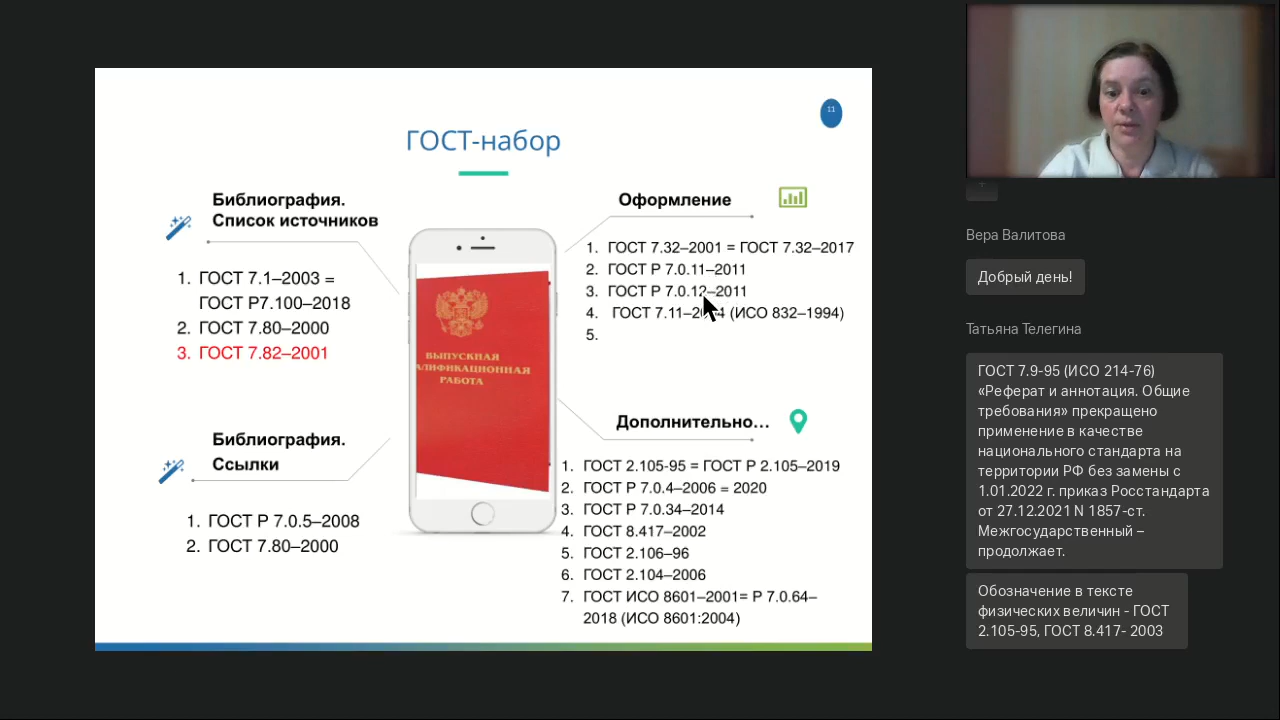 11
ГОСТ-набор
Библиография.
Список источников
1. ГОСТ 7.1–2003 =
ГОСТ Р7.100–2018
2. ГОСТ 7.80–2000
3. ГОСТ 7.82–2001
Библиография.
Ссылки
1. ГОСТ Р 7.0.5–2008
2. ГОСТ 7.80–2000
ВЫПУСКНАЯ
АЛИФИКАЦИОННАЯ
РАБОТА
Оформление
1. ГОСТ 7.32–2001 = ГОСТ 7.32–2017
2. ГОСТ Р 7.0.11–2011
3. ГОСТ Р 7.0.12–2011
4. ГОСТ 7.11– (ИСО 832–1994)
5.
Дополнительно...
1. ГОСТ 2.105-95 = ГОСТ Р 2.105–2019
2. ГОСТ Р 7.0.4–2006 = 2020
3. ГОСТ Р 7.0.34–2014
4. ГОСТ 8.417–2002
5. ГОСТ 2.106–96
6. ГОСТ 2.104–2006
7. ГОСТ ИСО 8601–2001= Р 7.0.64–
2018 (ИСО 8601:2004)
Вера Валитова
Добрый день!
Татьяна Телегина
ГОСТ 7.9-95 (ИСО 214-76)
«Реферат и аннотация. Общие
требования» прекращено
применение в качестве
национального стандарта на
территории РФ без замены с
1.01.2022 г. приказ Росстандарта
от 27.12.2021 N 1857-ст.
Межгосударственный –
продолжает.
Обозначение в тексте
физических величин - ГОСТ
2.105-95, ГОСТ 8.417- 2003